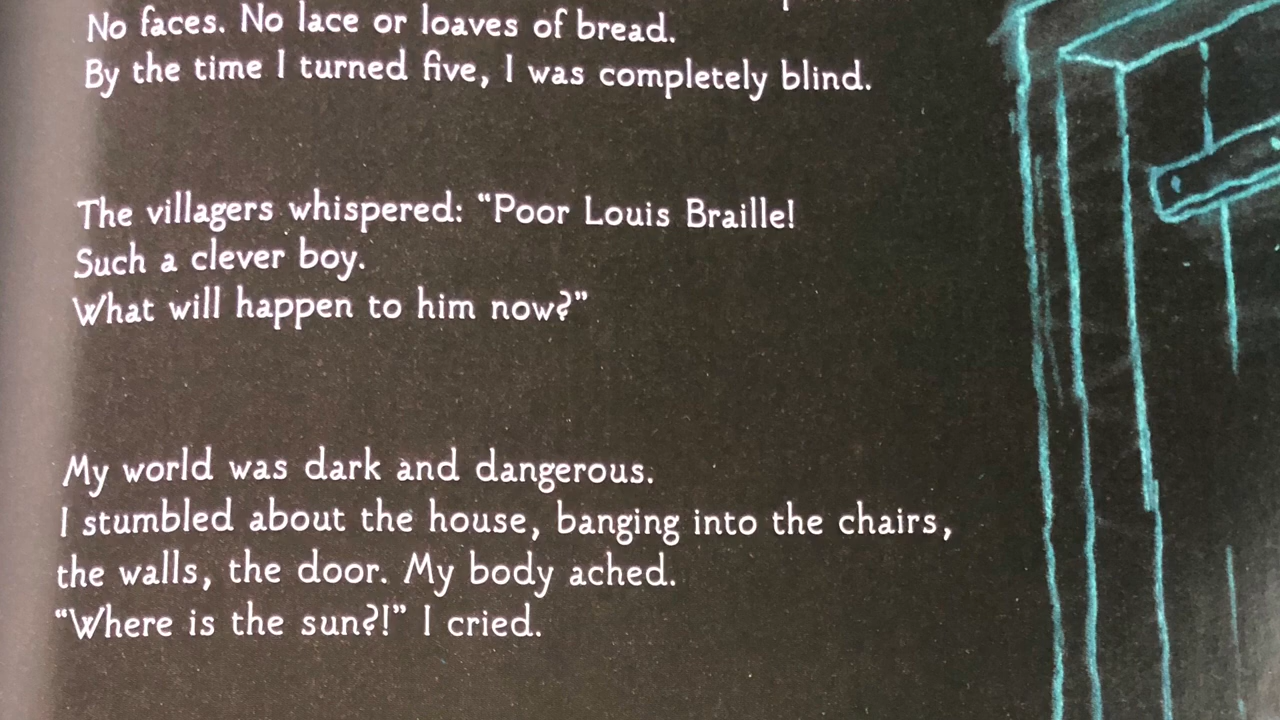 No faces. No lace or loaves of bread.
By the time I turned five, I was completely blind.
The villagers whispered: “Poor Louis Braille!
Such a clever boy.
What will happen to him now?”
My world was dark and dangerous.
I stumbled about the house, banging into the chairs,
the walls, the door. My body ached.
“Where is the sun?!” I cried.